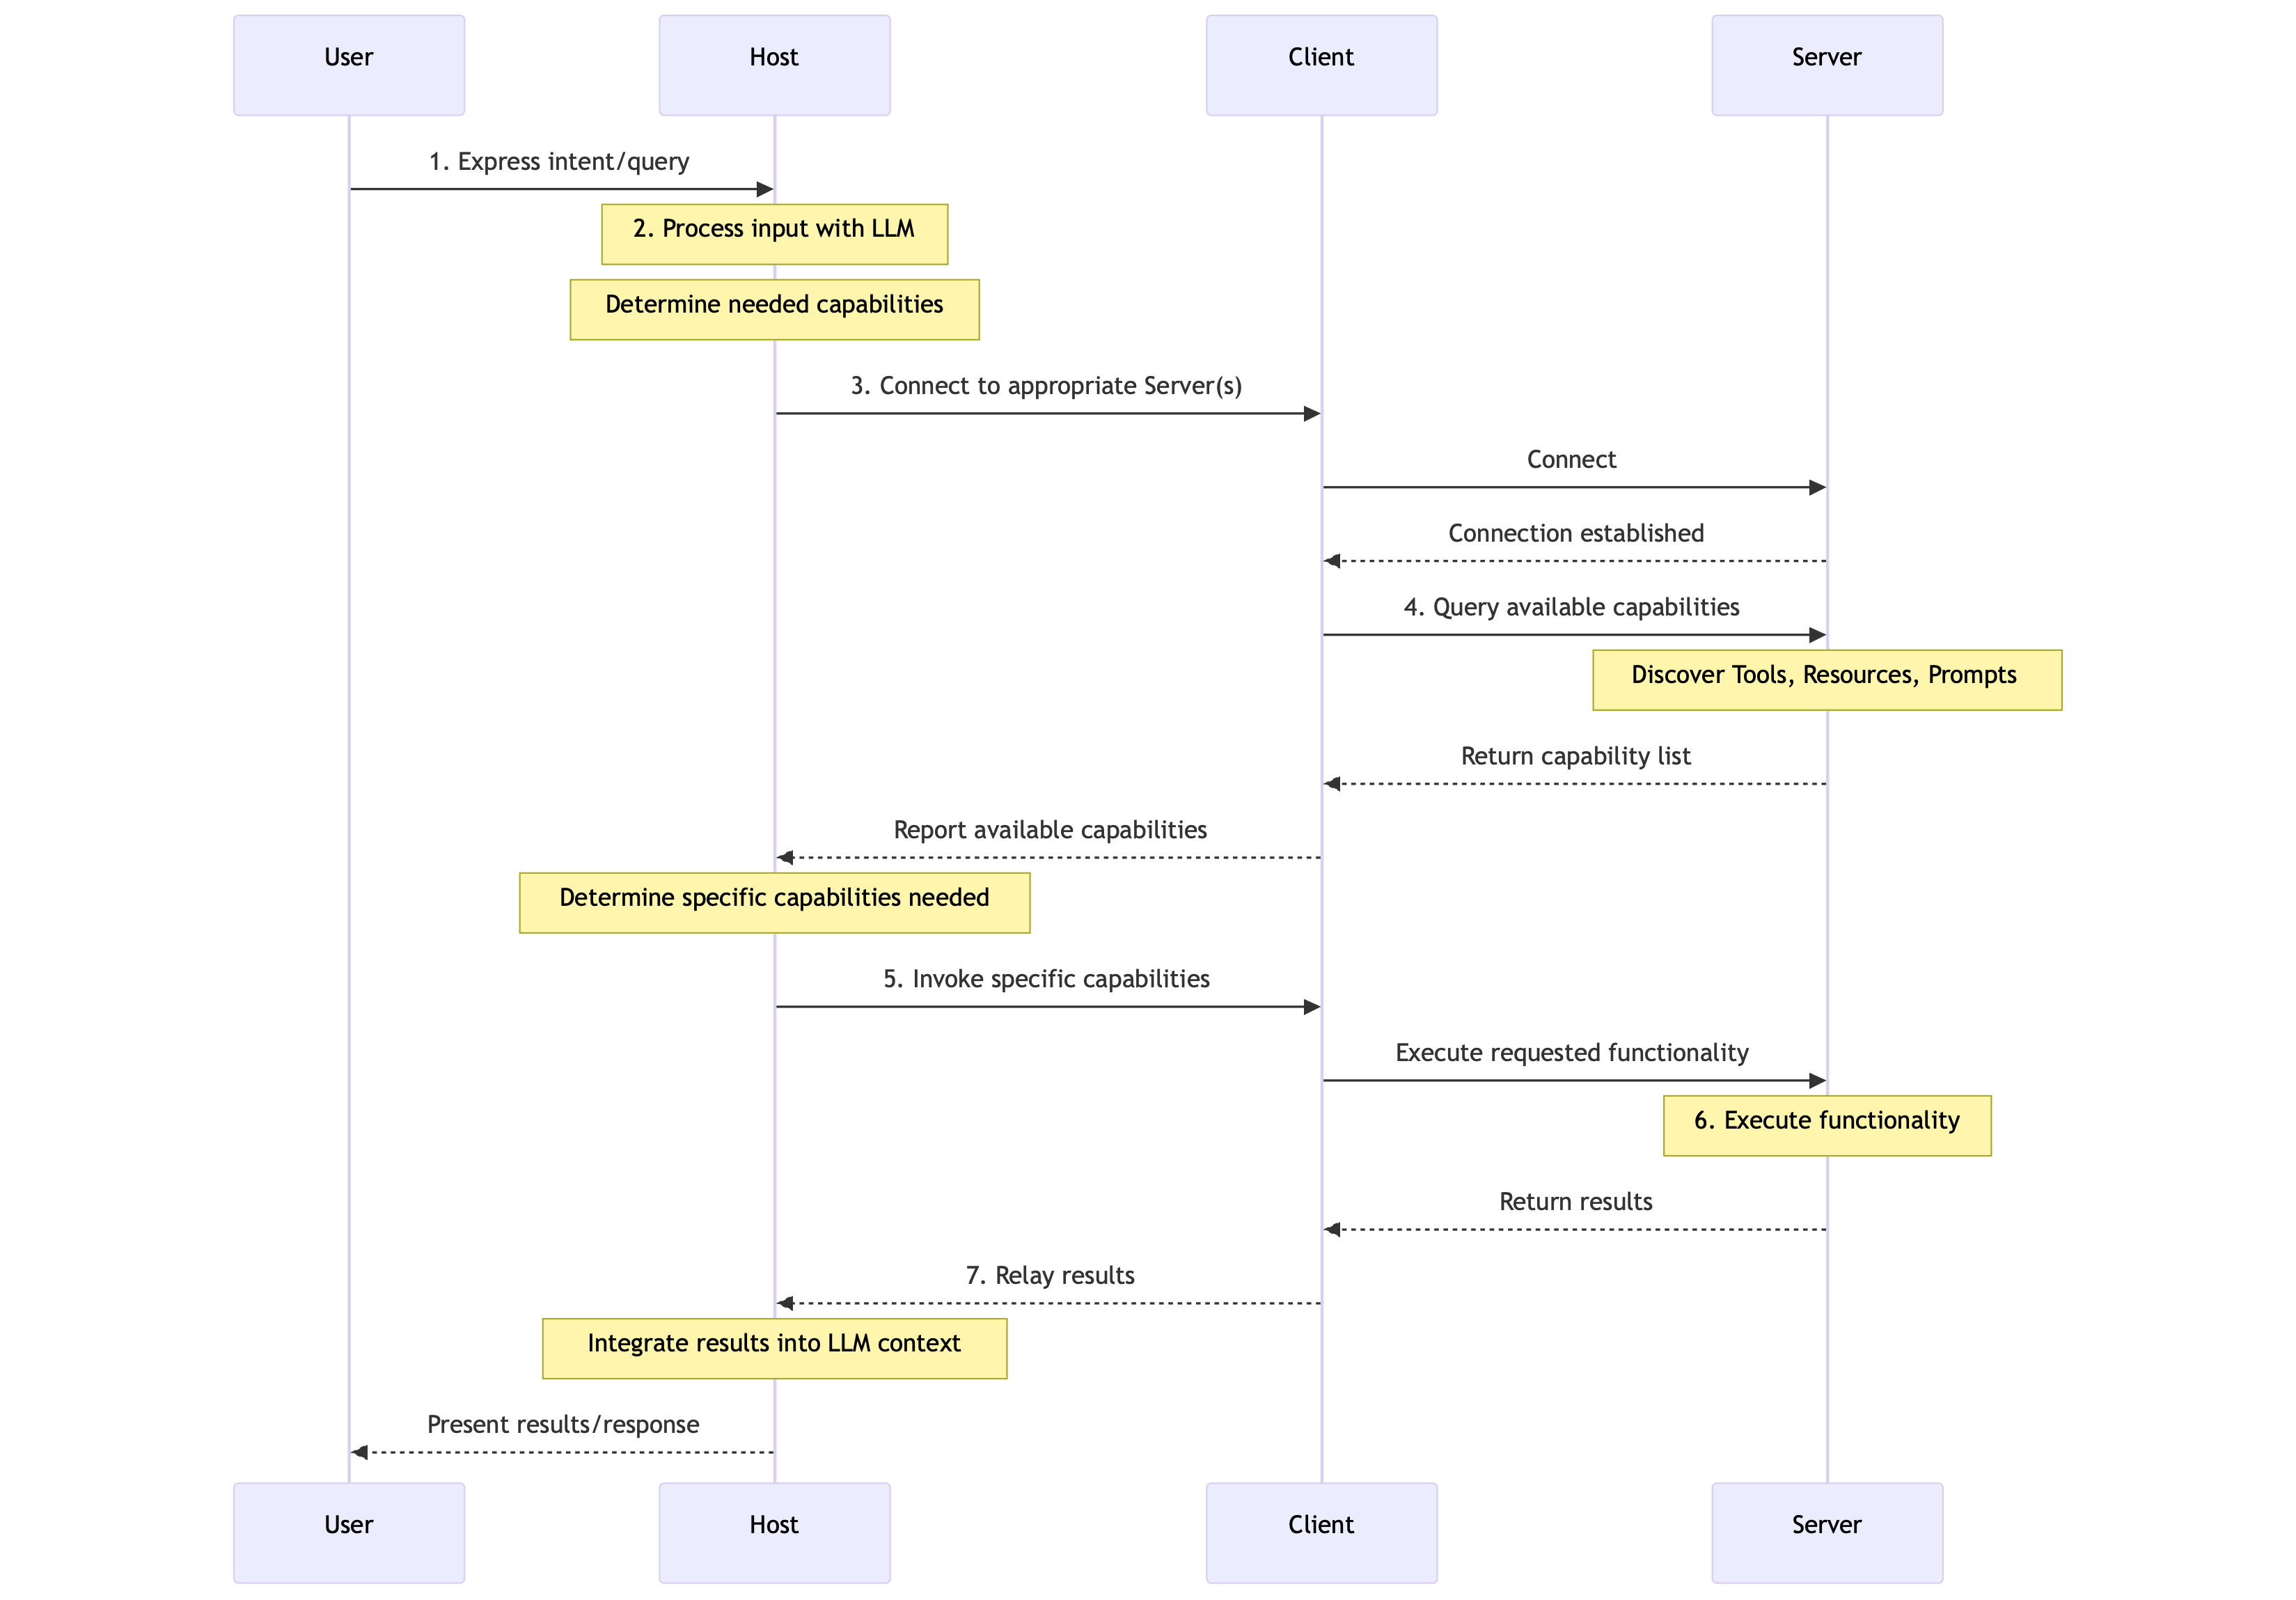 User
Host
Client
Server
1. Express intent/query
2. Process input with LLM
Determine needed capabilities
3. Connect to appropriate Server(s)
Connect
Connection established
4. Query available capabilities
Discover Tools, Resources, Prompts
Return capability list
Report available capabilities
Determine specific capabilities needed
5. Invoke specific capabilities
Execute requested functionality
6. Execute functionality
Return results
7. Relay results
Integrate results into LLM context
Present results/response
User
Host
Client
Server